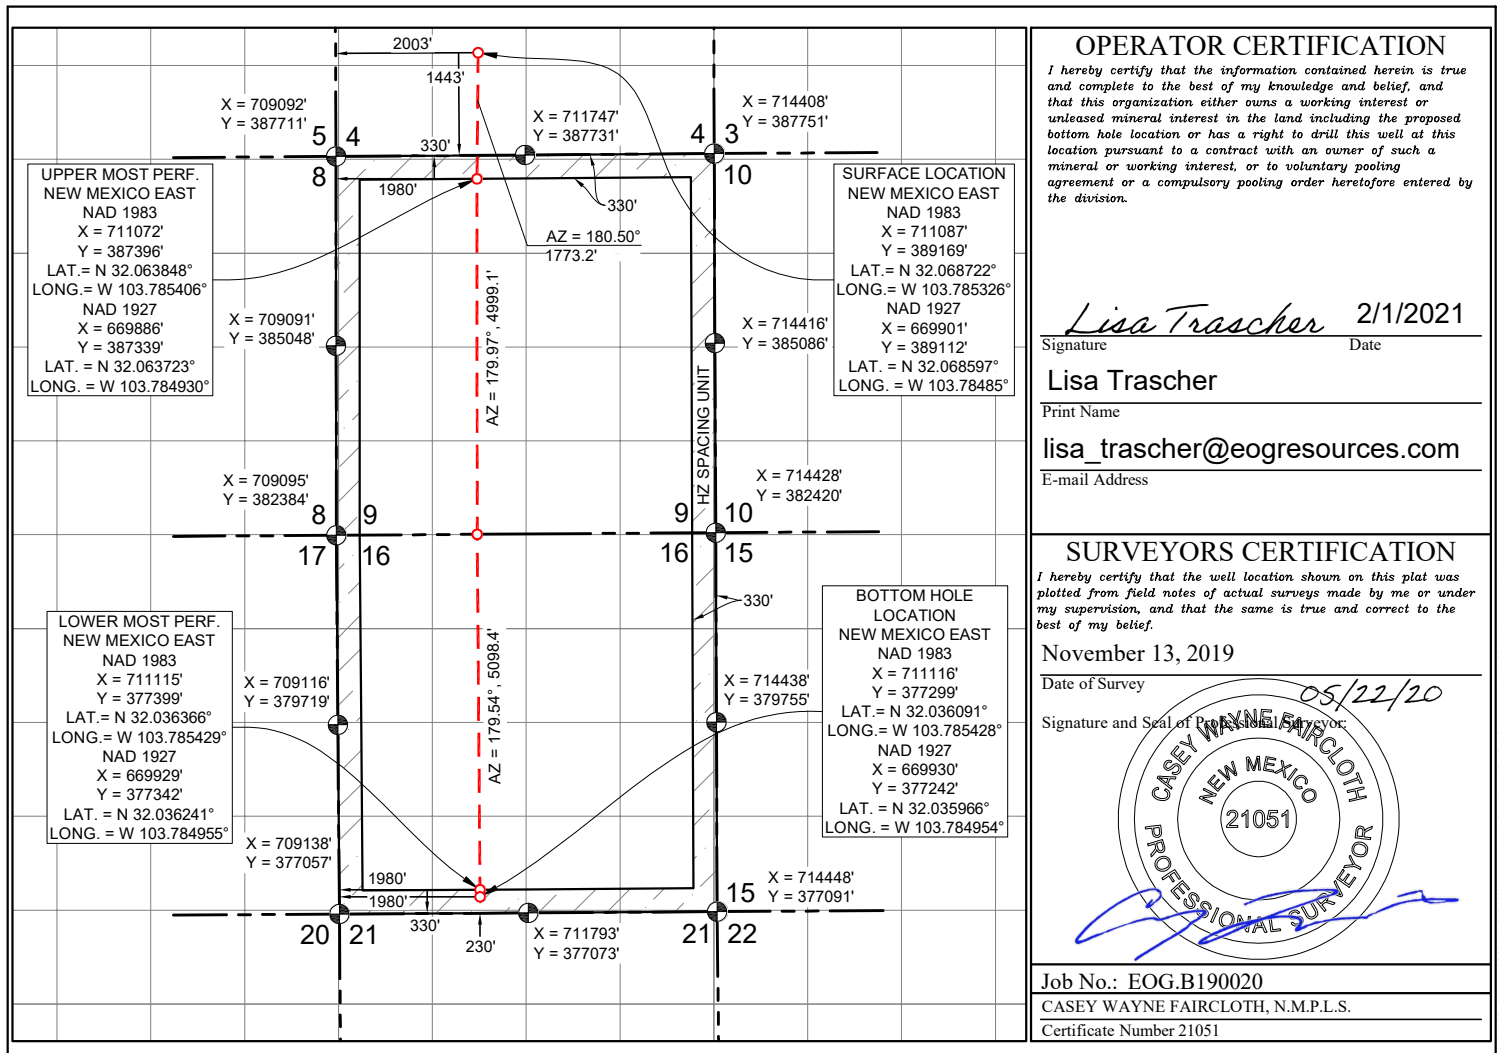 2003'
1443'
X = 709092'
Y = 387711'
X = 711747'
Y = 387731'
X = 714408'
Y = 387751'
5 4
4 3
330'
8
10
1980'
330'
UPPER MOST PERF.
NEW MEXICO EAST
NAD 1983
X = 711072'
Y = 387396'
LAT.= N 32.063848°
LONG.= W 103.785406°
NAD 1927
X = 669886'
Y = 387339'
LAT. = N 32.063723°
LONG. = W 103.784930°
SURFACE LOCATION
NEW MEXICO EAST
NAD 1983
X = 711087'
Y = 389169'
LAT.= N 32.068722°
LONG.= W 103.785326°
NAD 1927
X = 669901'
Y = 389112'
LAT. = N 32.068597°
LONG. = W 103.78485°
AZ = 180.50°
1773.2'
X = 709091'
Y = 385048'
AZ = 179.97°, 4999.1'
X = 714416'
Y = 385086'
HZ SPACING UNIT
X = 709095'
Y = 382384'
X = 714428'
Y = 382420'
8 9
9 10
17 16
16 15
330'
LOWER MOST PERF.
NEW MEXICO EAST
NAD 1983
X = 711115'
Y = 377399'
LAT.= N 32.036366°
LONG.= W 103.785429°
NAD 1927
X = 669929'
Y = 377342'
LAT. = N 32.036241°
LONG. = W 103.784955°
BOTTOM HOLE
LOCATION
NEW MEXICO EAST
NAD 1983
X = 711116'
Y = 377299'
LAT.= N 32.036091°
LONG.= W 103.785428°
NAD 1927
X = 669930'
Y = 377242'
LAT. = N 32.035966°
LONG. = W 103.784954°
X = 709116'
Y = 379719'
AZ = 179.54°, 5098.4'
X = 714438'
Y = 379755'
X = 709138'
Y = 377057'
1980'
1980'
X = 714448'
Y = 377091'
15
20 21
330'
230'
X = 711793'
Y = 377073'
21 22
OPERATOR CERTIFICATION
I hereby certify that the information contained herein is true
and complete to the best of my knowledge and belief, and
that this organization either owns a working interest or
unleased mineral interest in the land including the proposed
bottom hole location or has a right to drill this well at this
location pursuant to a contract with an owner of such a
mineral or working interest, or to voluntary pooling
agreement or a compulsory pooling order heretofore entered by
the division.
Lisa Trascher 2/1/2021
Signature Date
Lisa Trascher
Print Name
lisa_trascher@eogresources.com
E-mail Address
SURVEYORS CERTIFICATION
I hereby certify that the well location shown on this plat was
plotted from field notes of actual surveys made by me or under
my supervision, and that the same is true and correct to the
best of my belief.
November 13, 2019
Date of Survey
05/22/20
Signature and Seal of Professional Surveyor:
CASEY WAYNE FAIRCLOTH
NEW MEXICO
21051
PROFESSIONAL SURVEYOR
Job No.: EOG.B190020
CASEY WAYNE FAIRCLOTH, N.M.P.L.S.
Certificate Number 21051